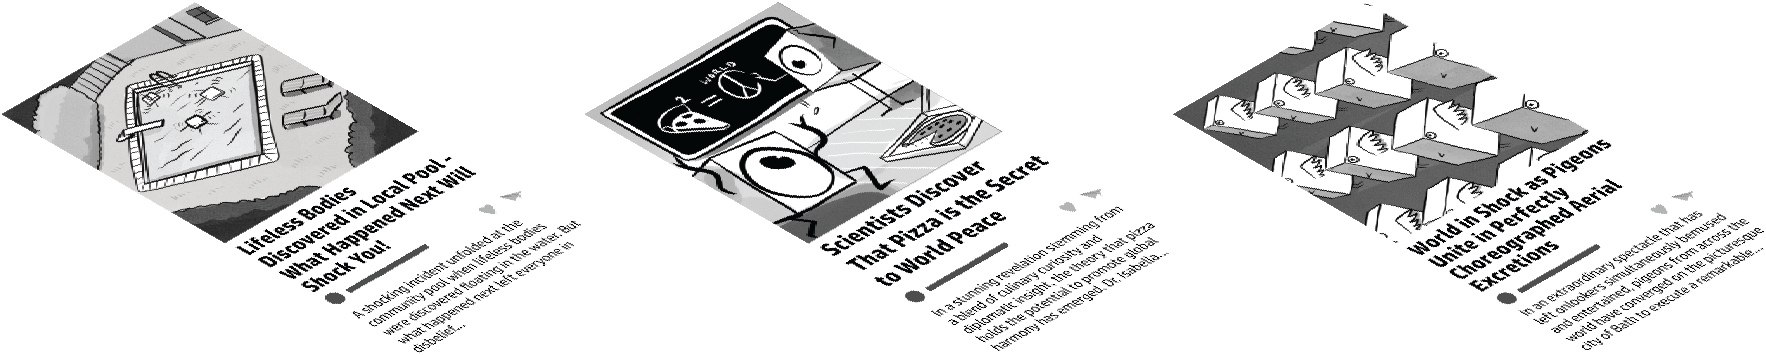 Lifeless Bodies
Discovered in Local Pool -
What Happened Next Will
Shock You!
A shocking incident unfolded at the
community pool when lifeless bodies
were discovered floating in the water. But
what happened next left everyone in
disbelief...
WORLD
Scientists Discover
That Pizza is the Secret
to World Peace
In a stunning revelation stemming from
a blend of culinary curiosity and
diplomatic insight, the theory that pizza
holds the potential to promote global
harmony has emerged. Dr. Isabella...
World in Shock as Pigeons
Unite in Perfectly
Choreographed Aerial
Excretions
In an extraordinary spectacle that has
left onlookers simultaneously bemused
and entertained, pigeons from across the
world have converged on the picturesque
city of Bath to execute a remarkable...